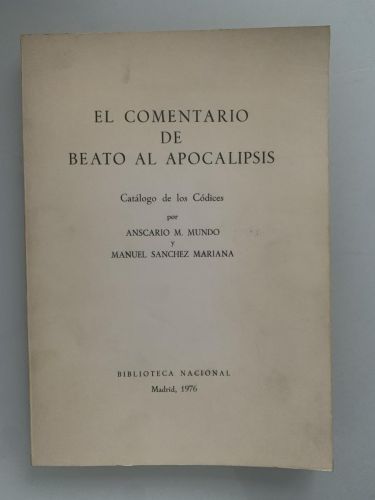 EL COMENTARIO
DE
BEATO AL APOCALIPSIS
Catálogo de los Códices
por
ANSCARIO M. MUNDO
y
MANUEL SANCHEZ MARIANA
BIBLIOTECA NACIONAL
Madrid, 1976